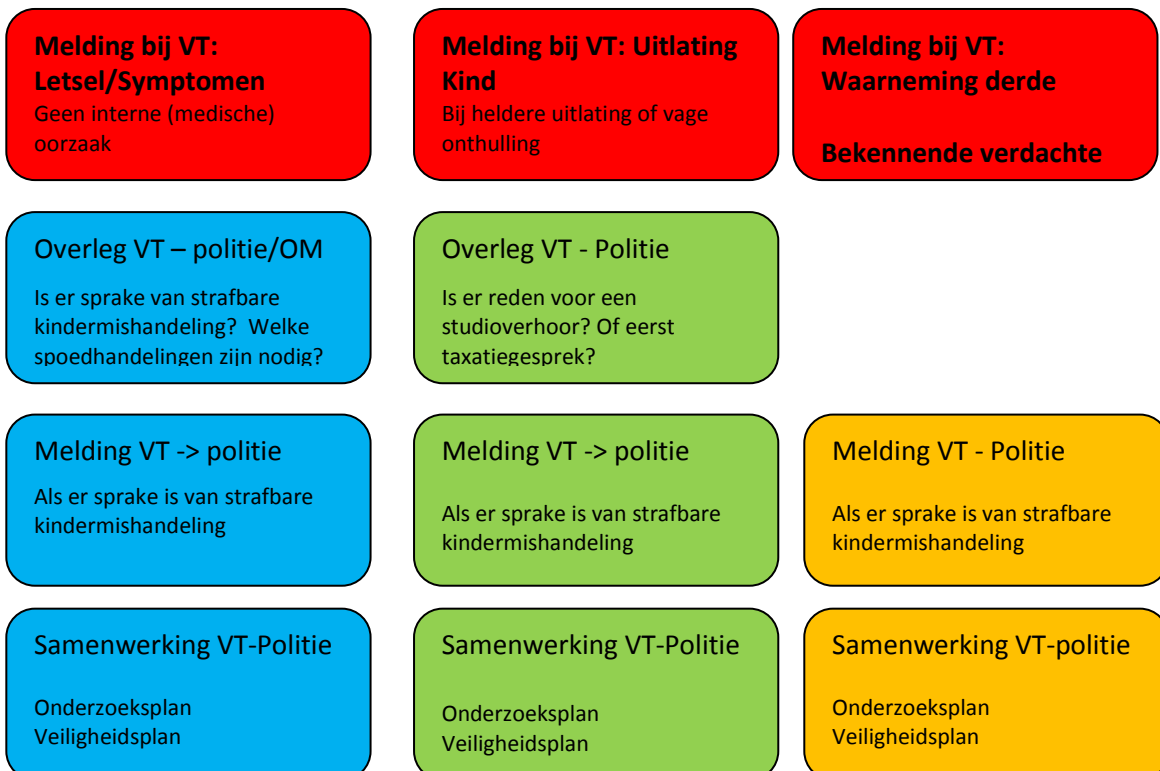 Melding bij VT:
Letsel/Symptomen
Geen interne (medische)
oorzaak
Melding bij VT: Uitlating
Kind
Bij heldere uitlating of vage
onthulling
Melding bij VT:
Waarneming derde
Bekennende verdachte
Overleg VT – politie/OM
Is er sprake van strafbare
kindermishandeling?  Welke
spoedhandelingen zijn nodig?
Overleg VT - Politie
Is er reden voor een
studioverhoor? Of eerst
taxatiegesprek?
Melding VT -> politie
Als er sprake is van strafbare
kindermishandeling
Melding VT -> politie
Als er sprake is van strafbare
kindermishandeling
Melding VT - Politie
Als er sprake is van strafbare
kindermishandeling
Samenwerking VT-Politie
Onderzoeksplan
Veiligheidsplan
Samenwerking VT-Politie
Onderzoeksplan
Veiligheidsplan
Samenwerking VT-politie
Onderzoeksplan
Veiligheidsplan